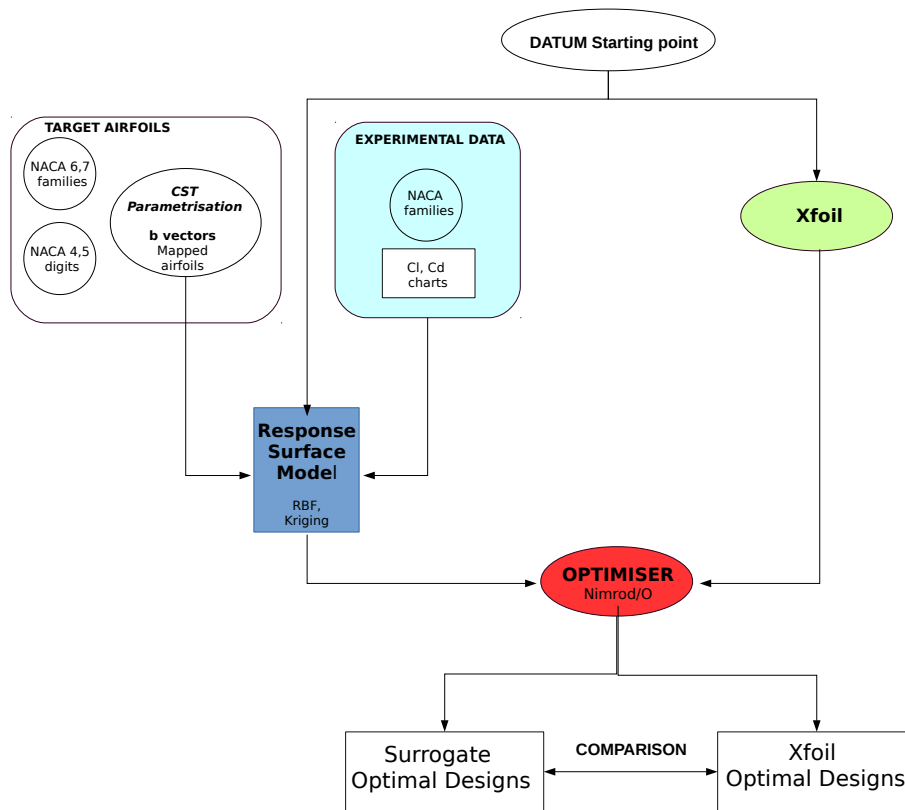 DATUM Starting point
TARGET AIRFOILS
NACA 6,7
families
CST
Parametrisation
b vectors
Mapped
airfoils
NACA 4,5
digits
EXPERIMENTAL DATA
NACA
families
Cl, Cd
charts
Xfoil
Response
Surface
Model
RBF,
Kriging
OPTIMISER
Nimrod/O
Surrogate
Optimal Designs
COMPARISON
Xfoil
Optimal Designs